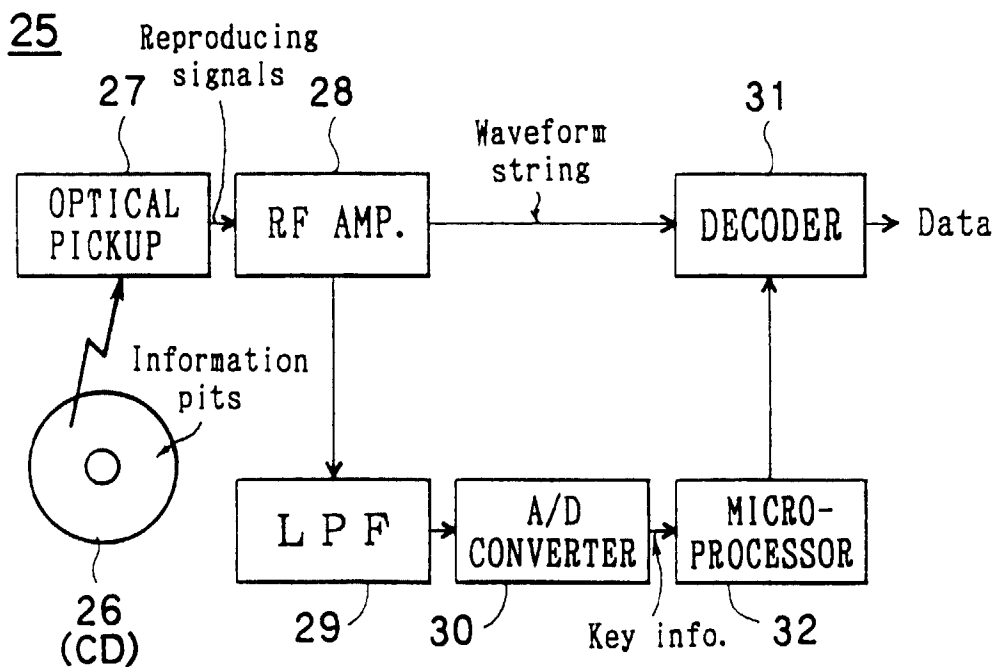 25
Reproducing
signals
27
28
Waveform
string
31
OPTICAL
PICKUP
RF AMP.
DECODER
Data
Information
pits
LPF
A/D
CONVERTER
MICRO-
PROCESSOR
26
(CD)
29
30
Key info.
32